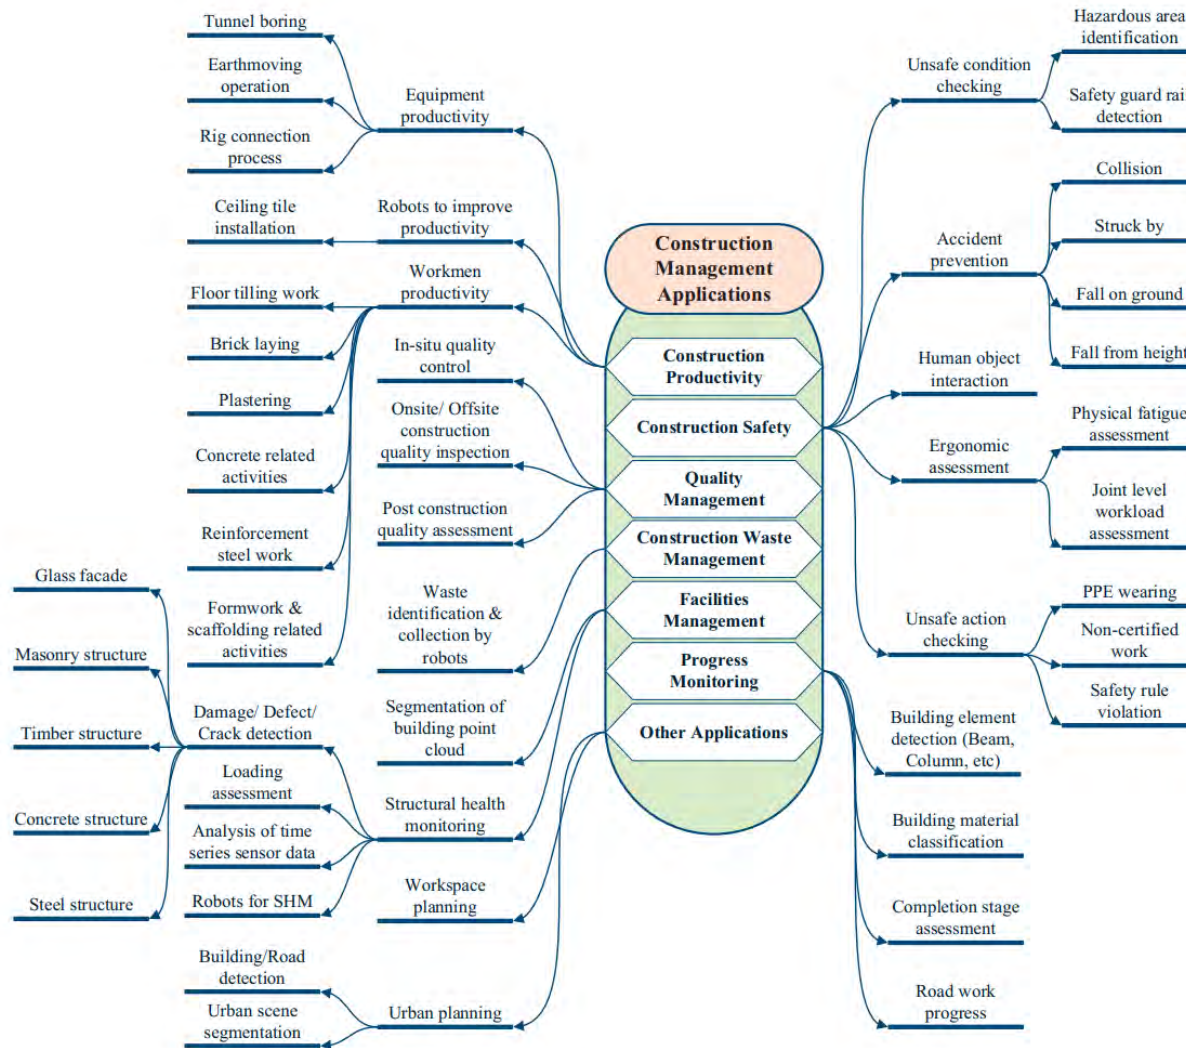 Construction
Management
Applications
Construction
Productivity
Construction Safety
Quality
Management
Construction Waste
Management
Facilities
Management
Progress
Monitoring
Other Applications
Equipment
productivity
Tunnel boring
Earthmoving
operation
Rig connection
process
Robots to improve
productivity
Ceiling tile
installation
Workmen
productivity
Floor tilling work
Brick laying
Plastering
Concrete related
activities
Reinforcement
steel work
Formwork &
scaffolding related
activities
In-situ quality
control
Onsite/ Offsite
construction
quality inspection
Post construction
quality assessment
Waste
identification &
collection by
robots
Segmentation of
building point
cloud
Structural health
monitoring
Damage/ Defect/
Crack detection
Glass facade
Masonry structure
Timber structure
Concrete structure
Steel structure
Loading
assessment
Analysis of time
series sensor data
Robots for SHM
Workspace
planning
Urban planning
Building/Road
detection
Urban scene
segmentation
Unsafe condition
checking
Hazardous area
identification
Safety guard rail
detection
Accident
prevention
Collision
Struck by
Fall on ground
Fall from height
Human object
interaction
Ergonomic
assessment
Physical fatigue
assessment
Joint level
workload
assessment
Unsafe action
checking
PPE wearing
Non-certified
work
Safety rule
violation
Building element
detection (Beam,
Column, etc)
Building material
classification
Completion stage
assessment
Road work
progress